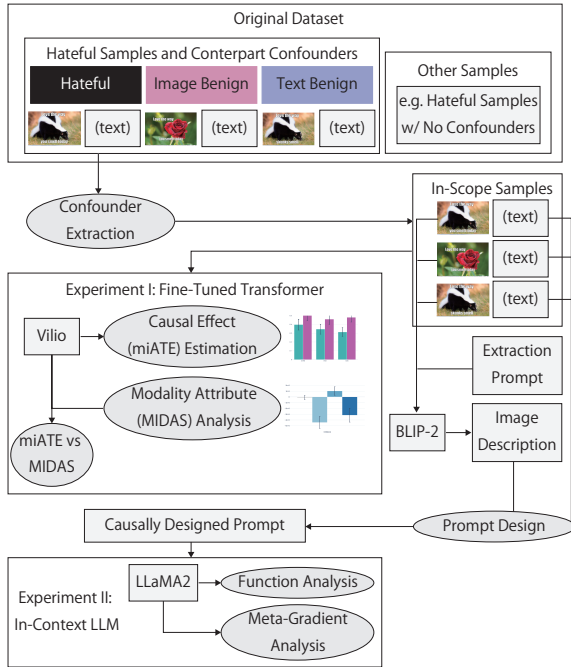 Original Dataset
Hateful Samples and Conterpart Confounders
Hateful
Image Benign
Text Benign
(text)
(text)
(text)
Other Samples
e.g. Hateful Samples
w/ No Confounders
Confounder
Extraction
In-Scope Samples
(text)
(text)
(text)
Experiment I: Fine-Tuned Transformer
Vilio
Causal Effect
(miATE) Estimation
Modality Attribute
(MIDAS) Analysis
miATE vs
MIDAS
Extraction
Prompt
BLIP-2
Image
Description
Causally Designed Prompt
Prompt Design
Experiment II:
In-Context LLM
LLaMA2
Function Analysis
Meta-Gradient
Analysis